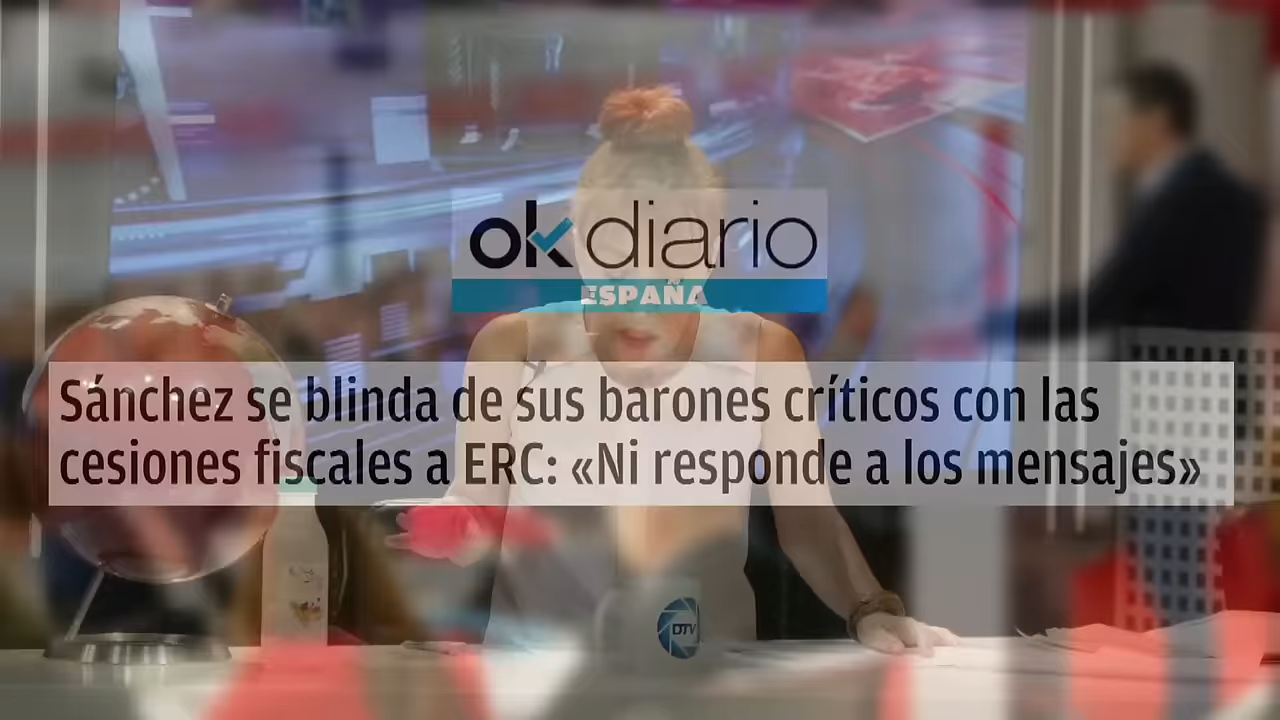 okdiario
ESPAÑA
Sánchez se blinda de sus barones críticos con las
cesiones fiscales a ERC: «Ni responde a los mensajes»
DTV